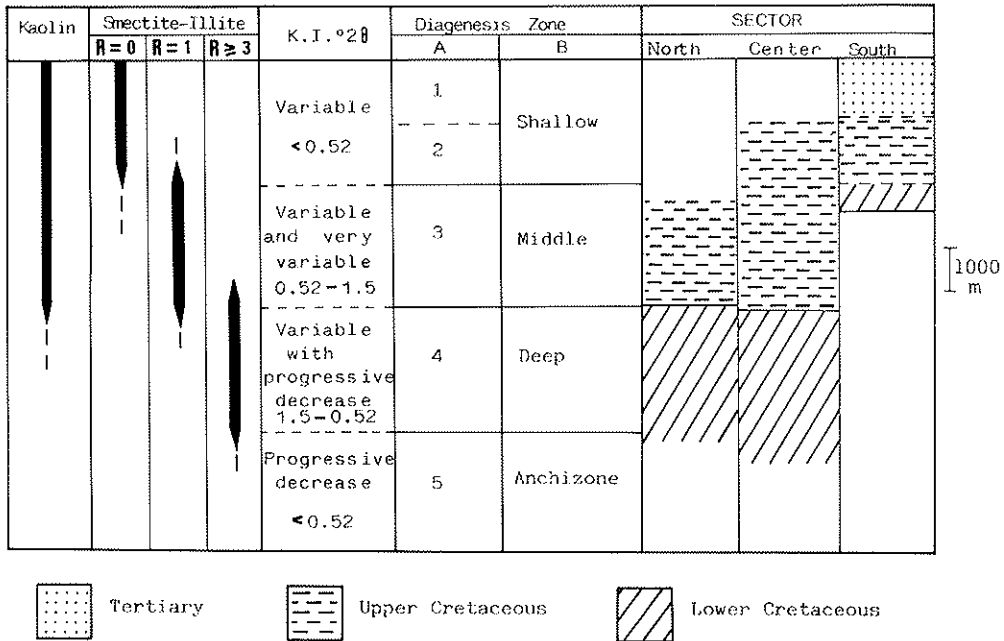 Kaolin
Smectite-Illite
R=0 R=1 R≥3
K.I.º2θ
Diagenesis Zone
A B
SECTOR
North Center South
Variable
<0.52
1
2
Shallow
Variable
and very
variable
0.52-1.5
3
Middle
Variable
with
progressive
decrease
1.5-0.52
4
Deep
Progressive
decrease
<0.52
5
Anchizone
1000
m
Tertiary
Upper Cretaceous
Lower Cretaceous